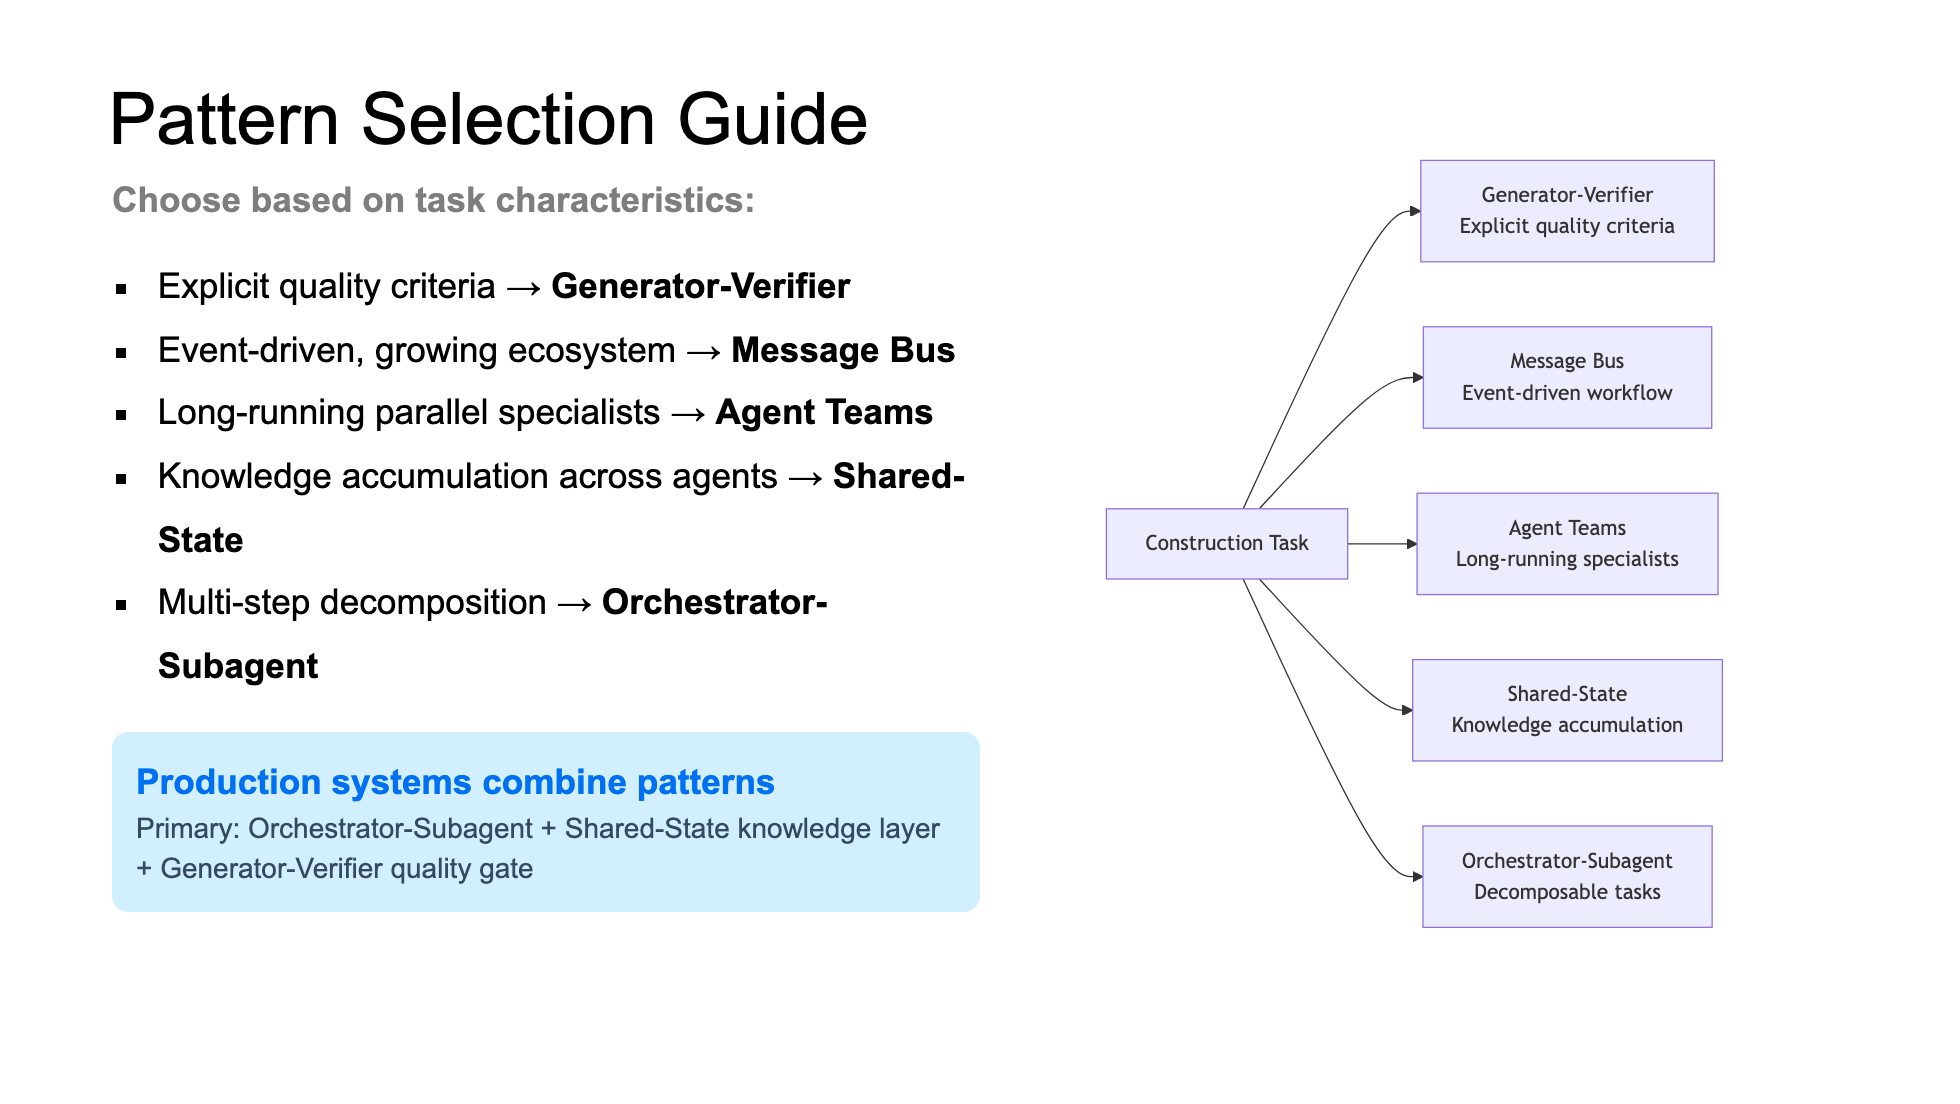 Pattern Selection Guide
Choose based on task characteristics:
▪ Explicit quality criteria → Generator-Verifier
▪ Event-driven, growing ecosystem → Message Bus
▪ Long-running parallel specialists → Agent Teams
▪ Knowledge accumulation across agents → Shared-
State
▪ Multi-step decomposition → Orchestrator-
Subagent
Production systems combine patterns
Primary: Orchestrator-Subagent + Shared-State knowledge layer
+ Generator-Verifier quality gate
Construction Task
Generator-Verifier
Explicit quality criteria
Message Bus
Event-driven workflow
Agent Teams
Long-running specialists
Shared-State
Knowledge accumulation
Orchestrator-Subagent
Decomposable tasks